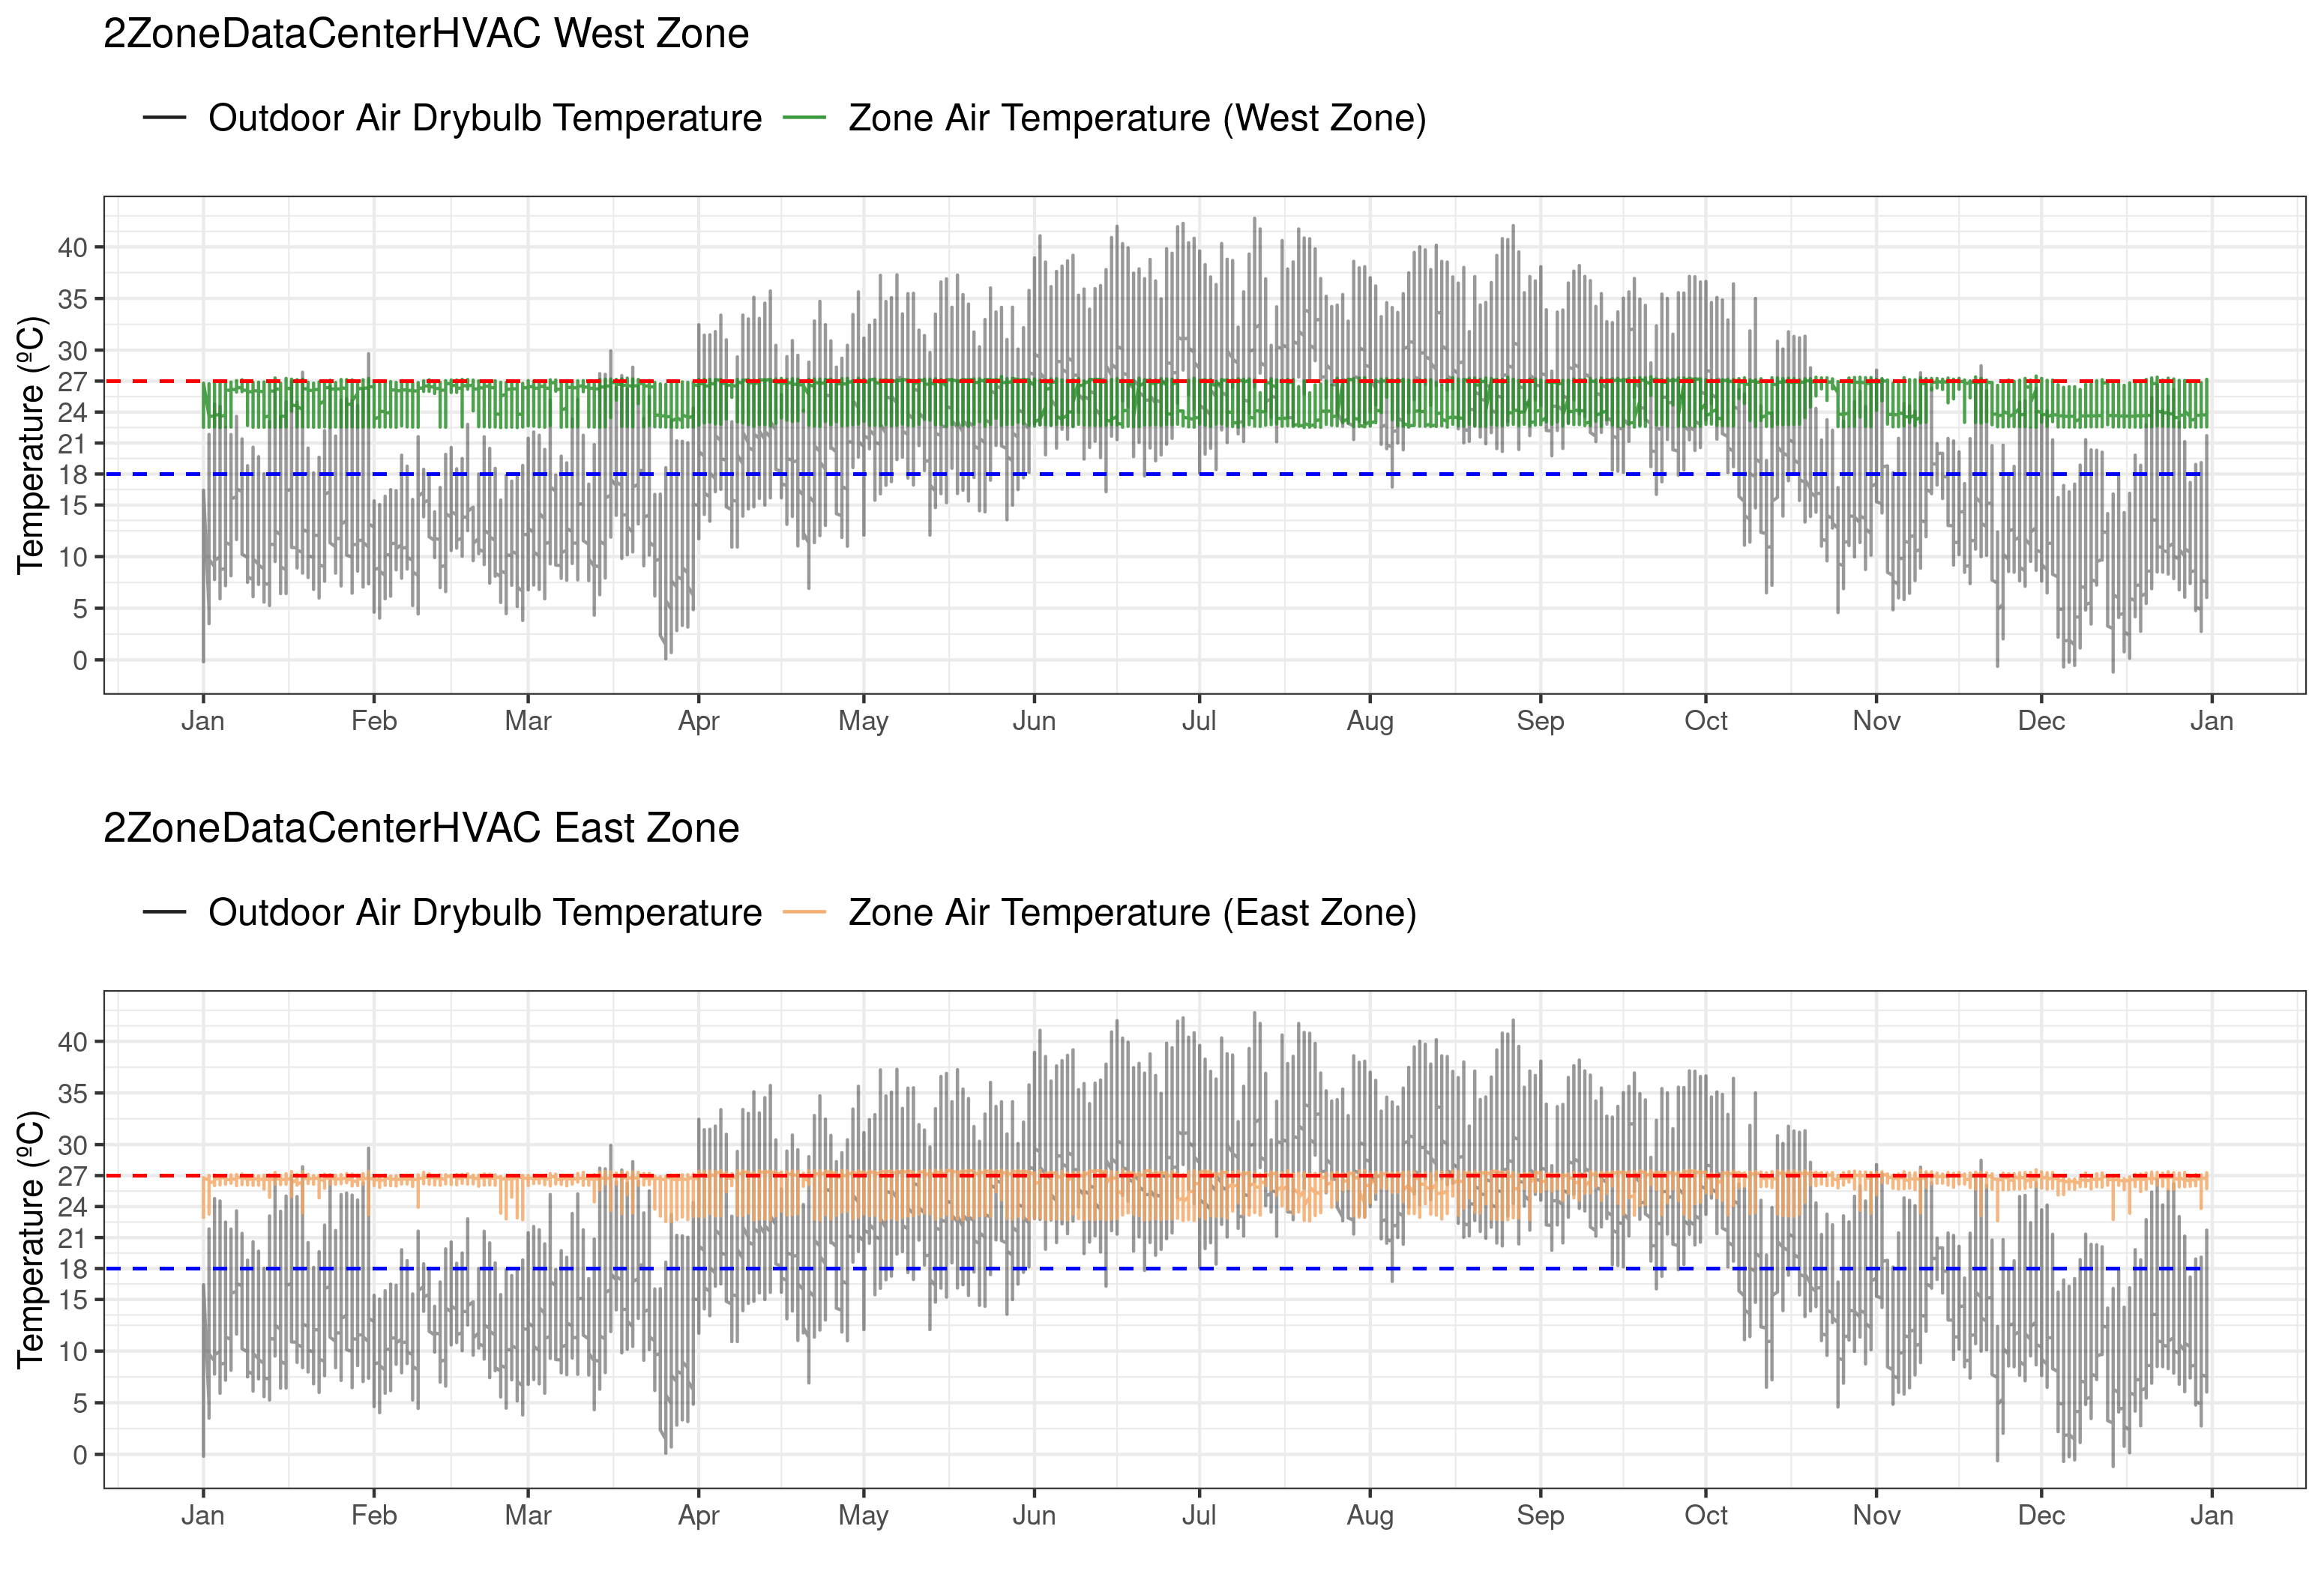 2ZoneDataCenterHVAC West Zone
Outdoor Air Drybulb Temperature Zone Air Temperature (West Zone)
Temperature (ºC)
40
35
30
27
24
21
18
15
10
5
0
Jan Feb Mar Apr May Jun Jul Aug Sep Oct Nov Dec Jan
2ZoneDataCenterHVAC East Zone
Outdoor Air Drybulb Temperature Zone Air Temperature (East Zone)
Temperature (ºC)
40
35
30
27
24
21
18
15
10
5
0
Jan Feb Mar Apr May Jun Jul Aug Sep Oct Nov Dec Jan